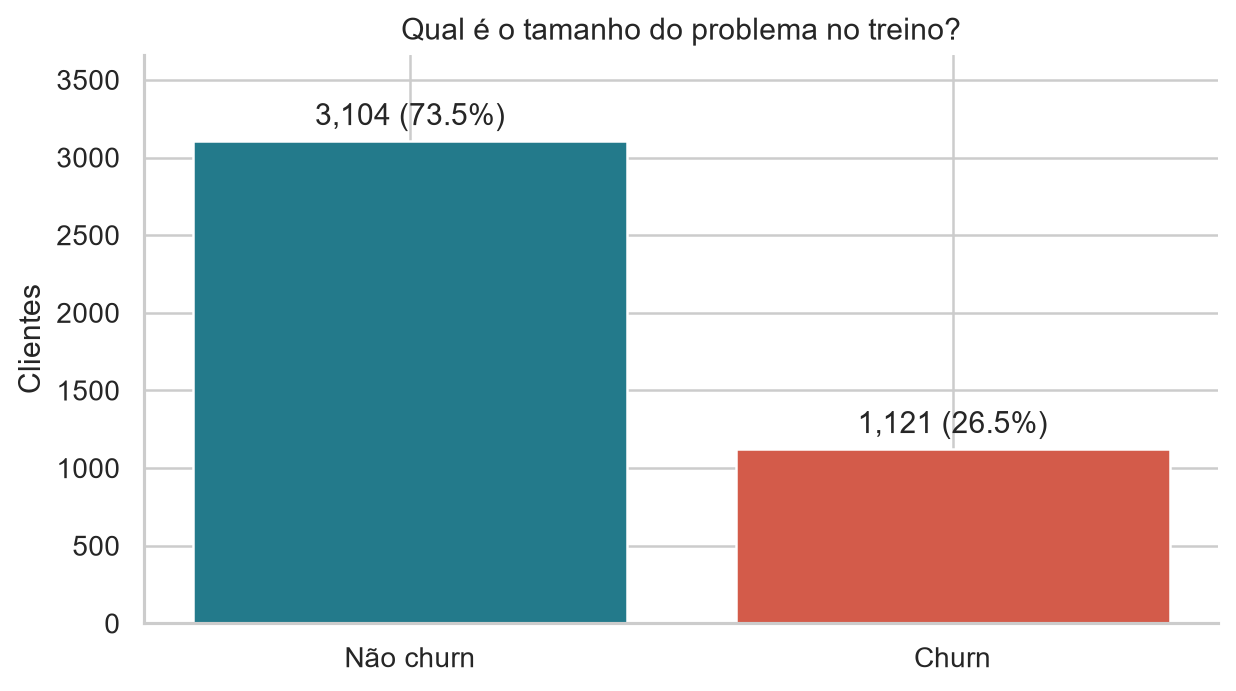 Qual é o tamanho do problema no treino?
3500
3,104 (73.5%)
3000
2500
2000
1500
1,121 (26.5%)
1000
500
0
Clientes
Não churn
Churn